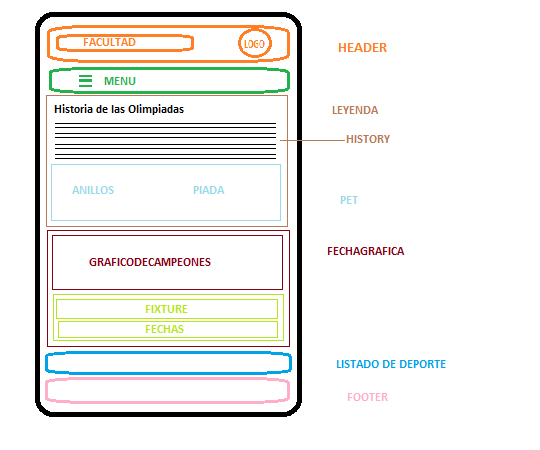 FACULTAD
LOGO
HEADER
MENU
Historia de las Olimpiadas
LEYENDA
HISTORY
ANILLOS
PIADA
PET
GRAFICODECAMPEONES
FECHAGRAFICA
FIXTURE
FECHAS
LISTADO DE DEPORTE
FOOTER